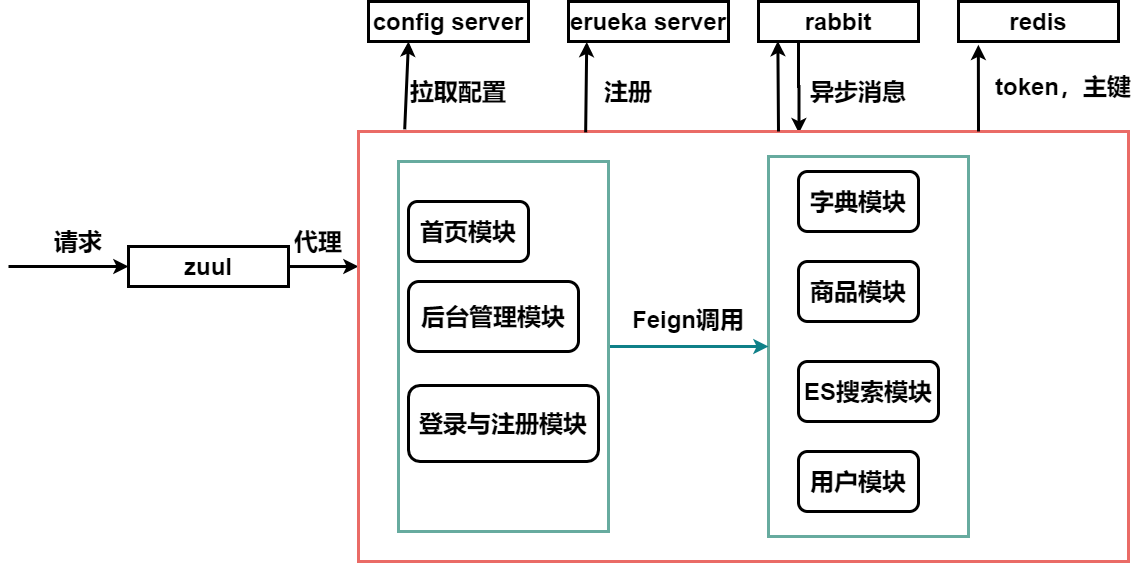 config server
erueka server
rabbit
redis
拉取配置
注册
异步消息
token，主键
请求
zuul
代理
首页模块
后台管理模块
登录与注册模块
Feign调用
字典模块
商品模块
ES搜索模块
用户模块